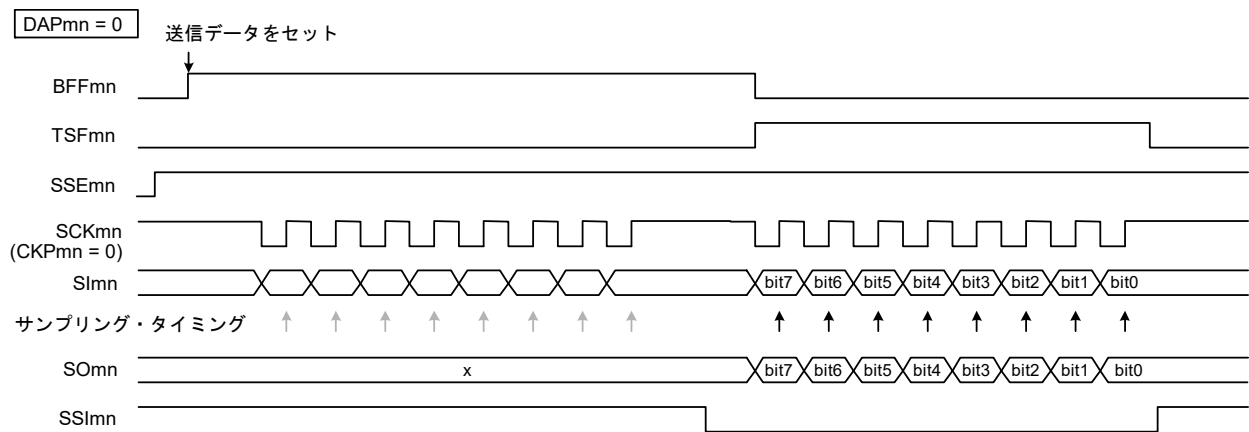 DAPmn = 0
送信データをセット
BFFmn
TSFmn
SSEmn
SCKmn
(CKPmn = 0)
SImn bit7 bit6 bit5 bit4 bit3 bit2 bit1 bit0
サンプリング・タイミング
SOmn x bit7 bit6 bit5 bit4 bit3 bit2 bit1 bit0
SSImn